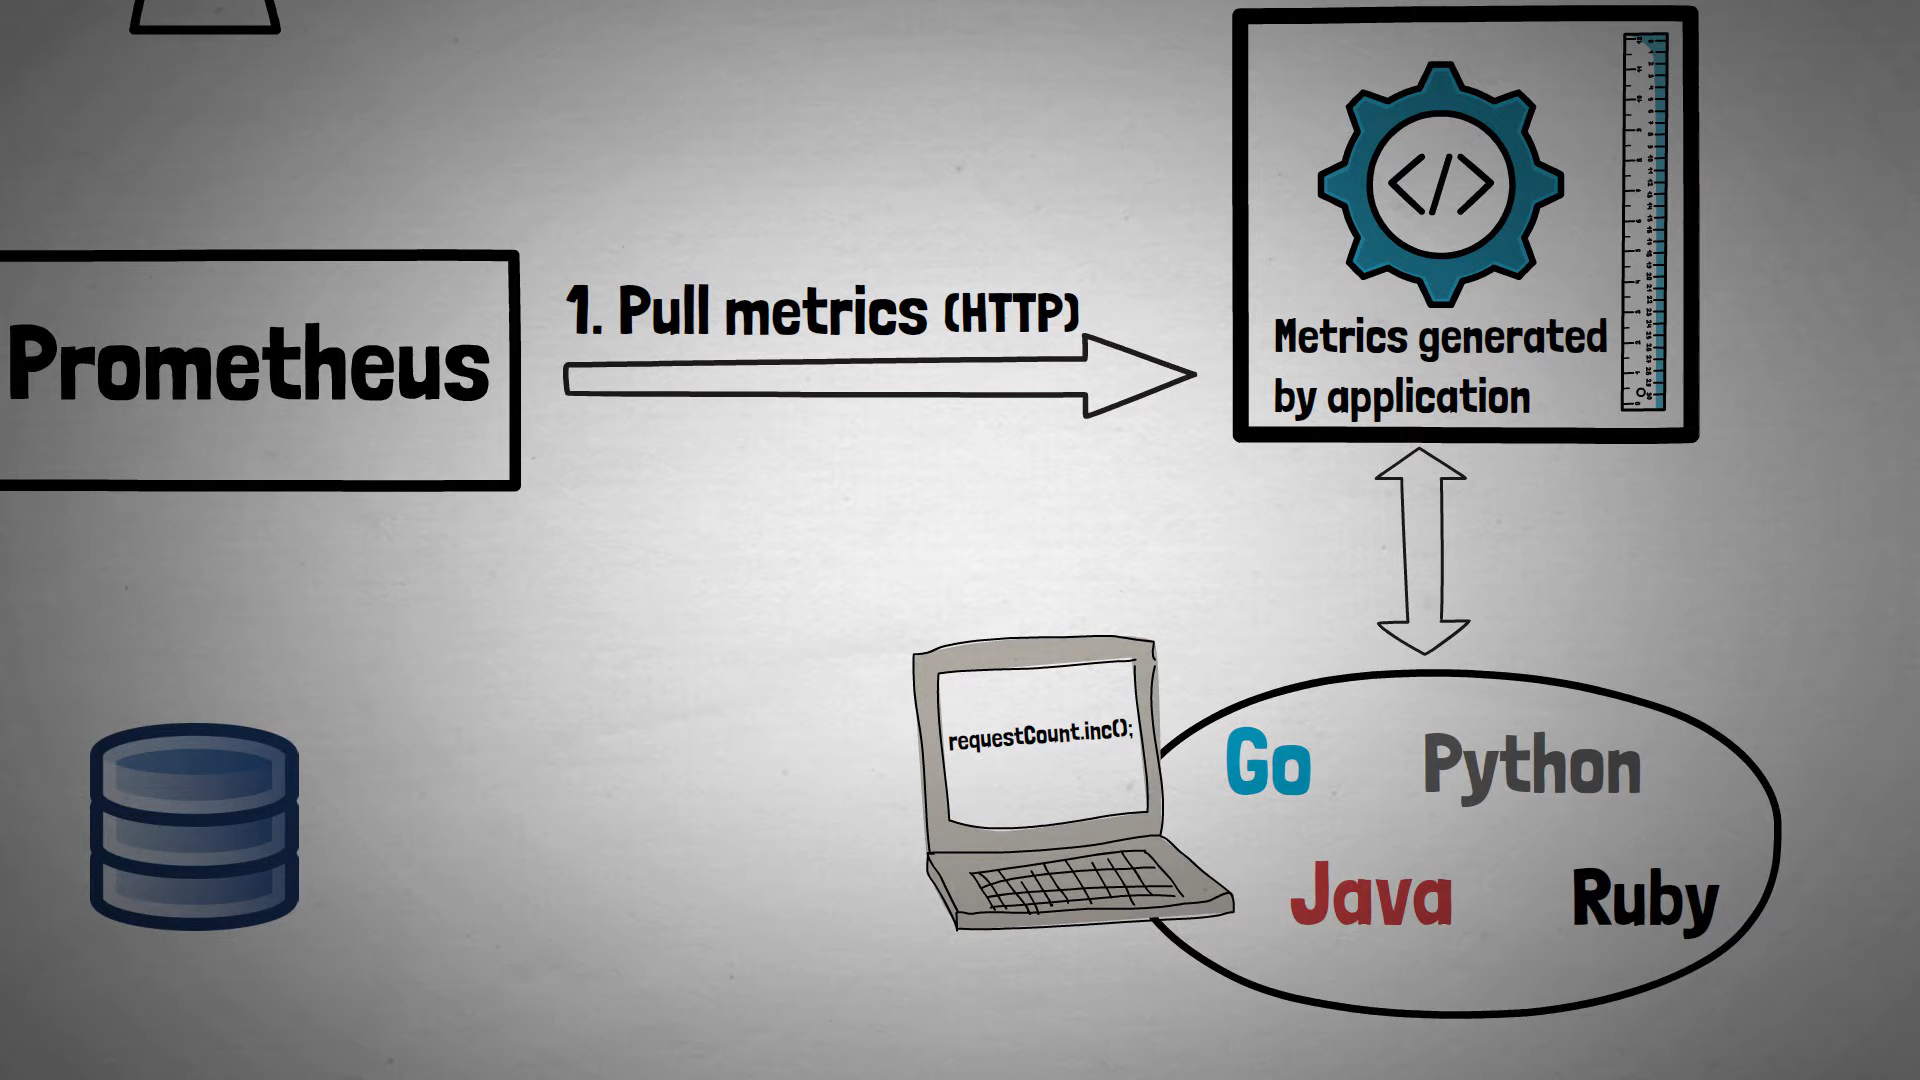 Prometheus
1. Pull metrics (HTTP)
Metrics generated
by application
requestCount.inc();
Go Python
Java Ruby